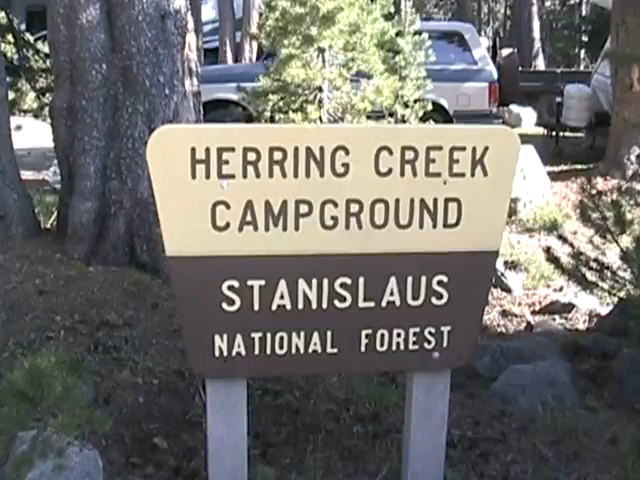 HERRING CREEK
CAMPGROUND
STANISLAUS
NATIONAL FOREST